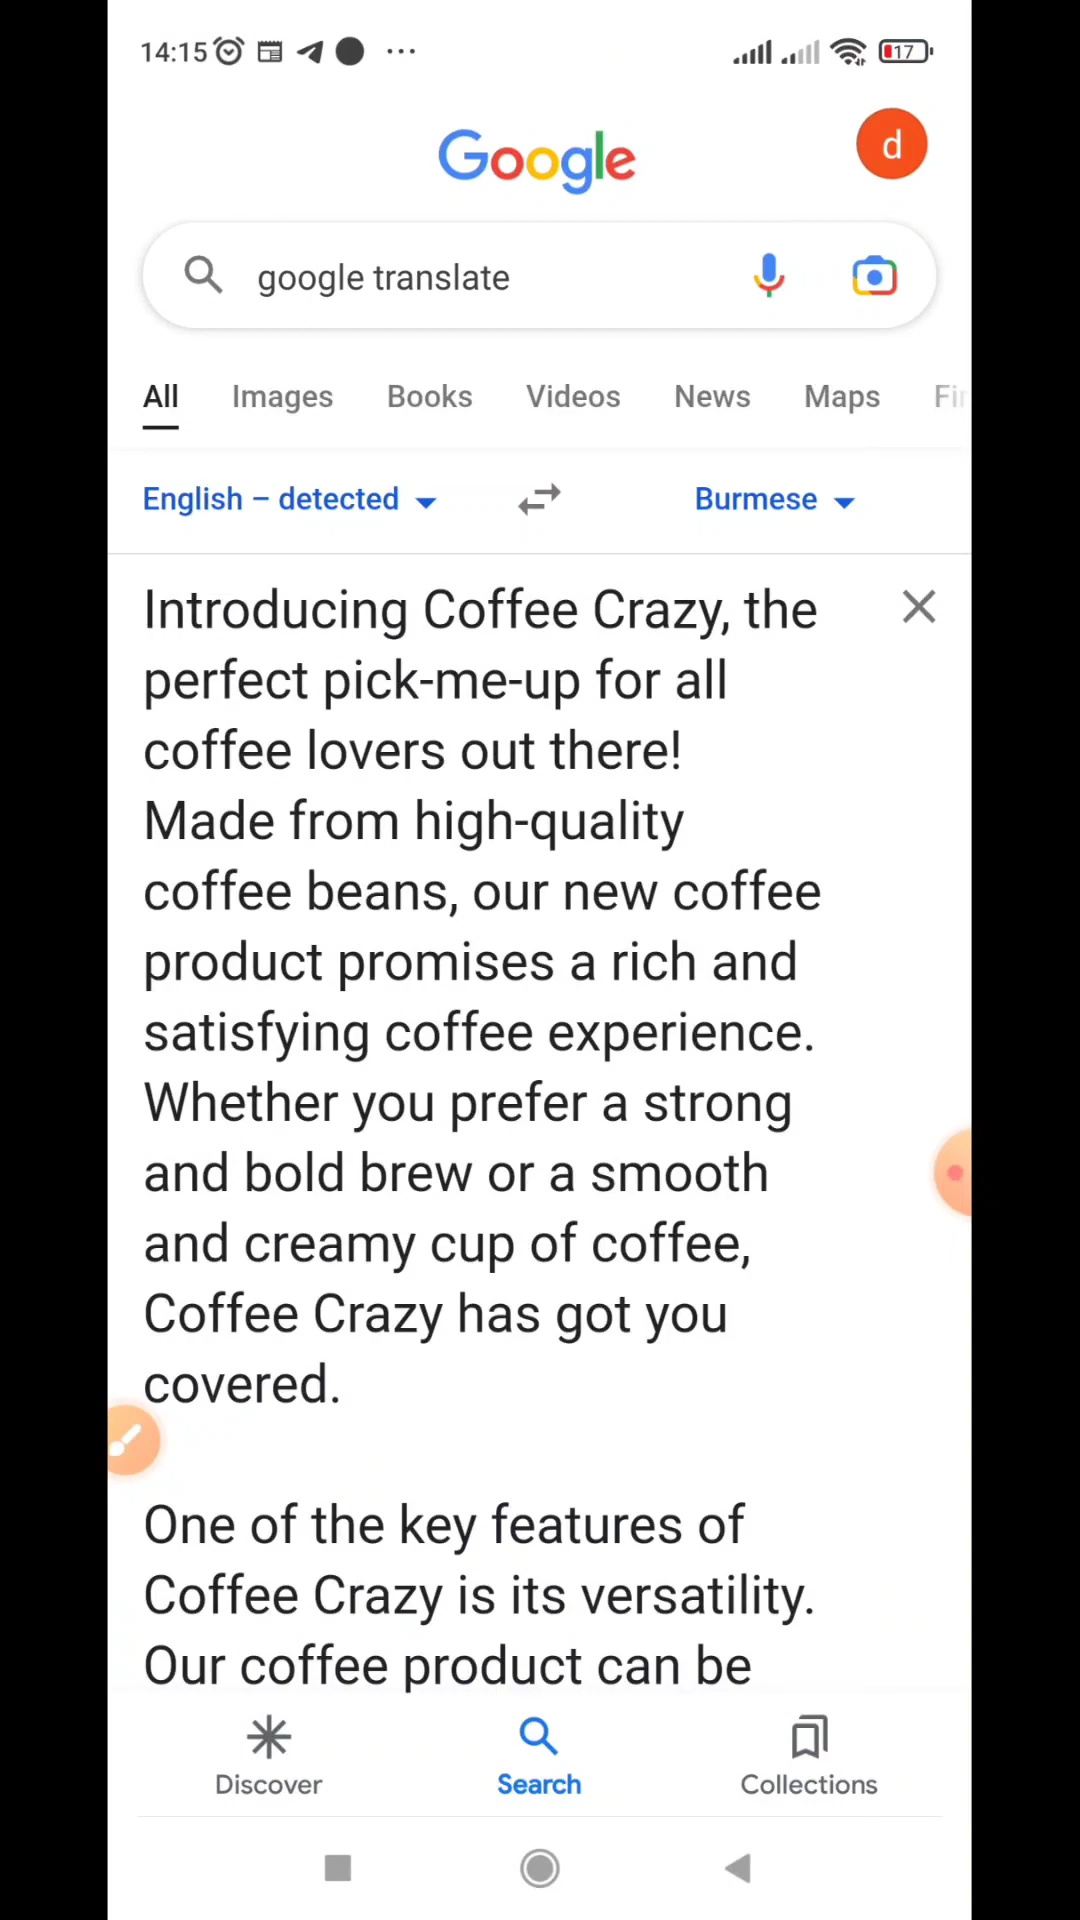 14:15
17
Google
d
google translate
All Images Books Videos News Maps Fin
English – detected
Burmese
Introducing Coffee Crazy, the
perfect pick-me-up for all
coffee lovers out there!
Made from high-quality
coffee beans, our new coffee
product promises a rich and
satisfying coffee experience.
Whether you prefer a strong
and bold brew or a smooth
and creamy cup of coffee,
Coffee Crazy has got you
covered.
One of the key features of
Coffee Crazy is its versatility.
Our coffee product can be
Discover Search Collections